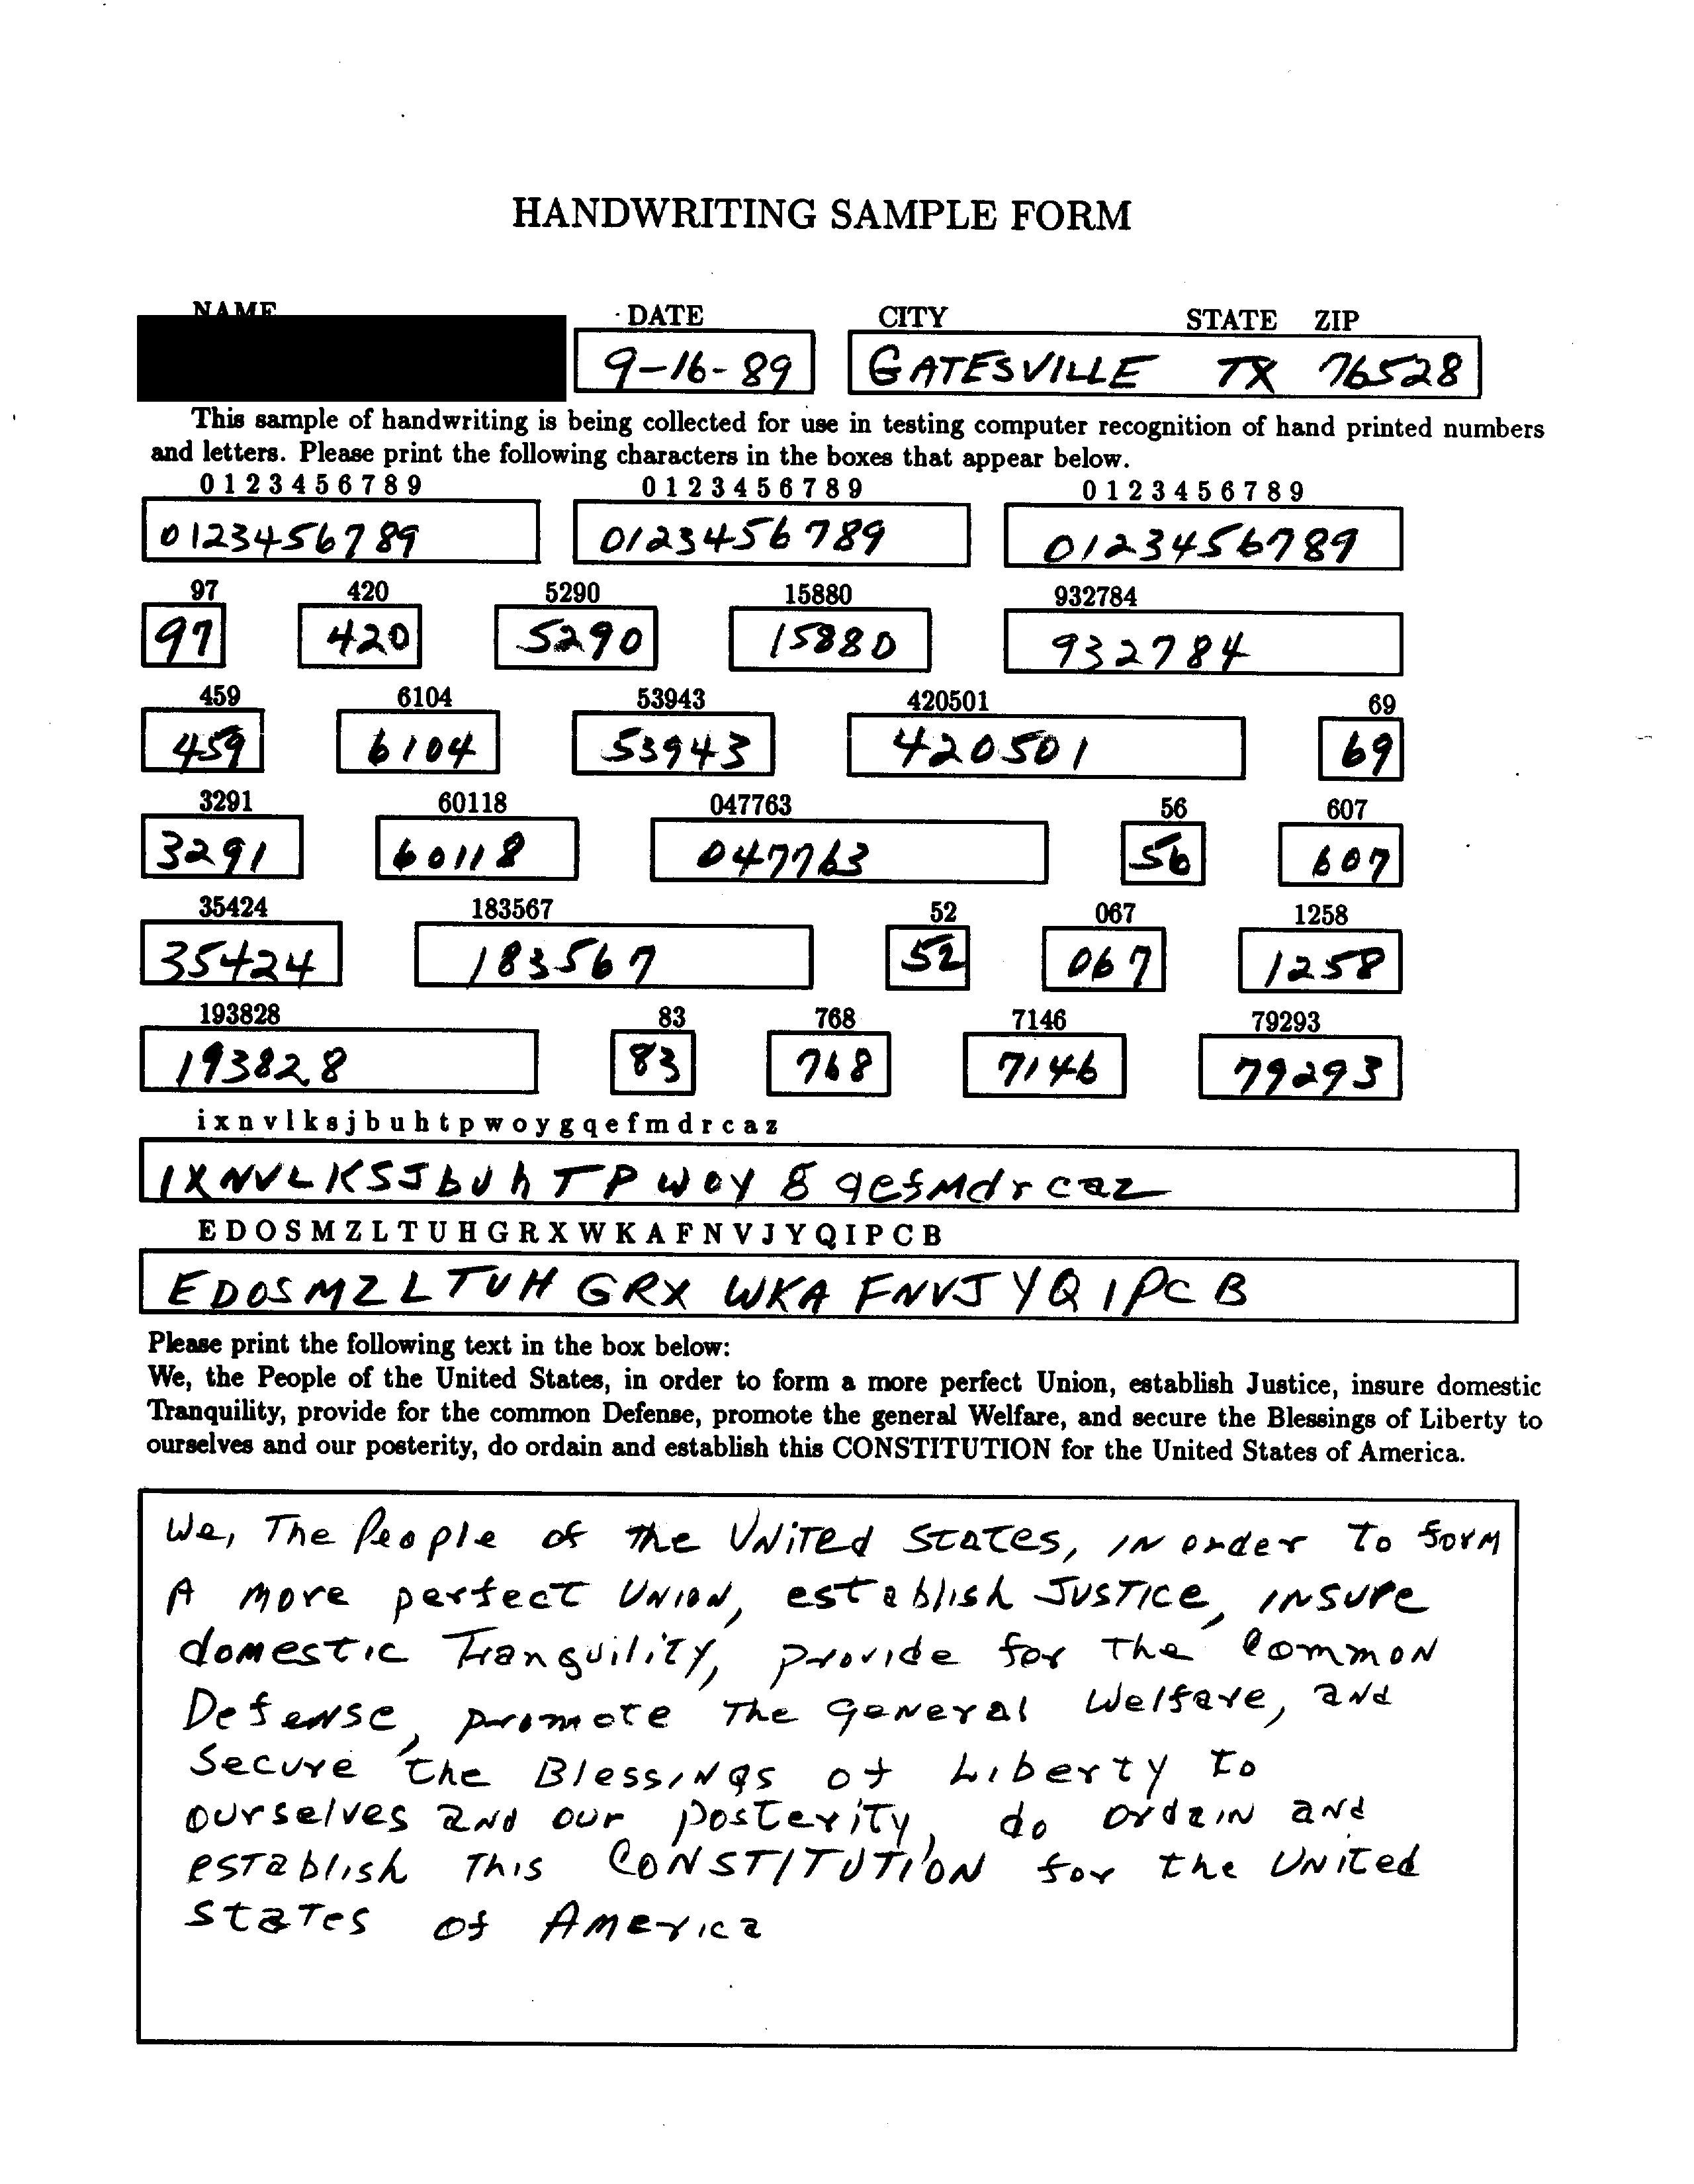 HANDWRITING SAMPLE FORM
NAME DATE CITY STATE ZIP
9-16-89 GATESVILLE TX 76528
This sample of handwriting is being collected for use in testing computer recognition of hand printed numbers
and letters. Please print the following characters in the boxes that appear below.
0 1 2 3 4 5 6 7 8 9 0 1 2 3 4 5 6 7 8 9 0 1 2 3 4 5 6 7 8 9
0123456789 0123456789 0123456789
97 420 5290 15880 932784
97 420 5290 15880 932784
459 6104 53943 420501 69
459 6104 53943 420501 69
3291 60118 047763 56 607
3291 60118 047763 56 607
35424 183567 52 067 1258
35424 183567 52 067 1258
193828 83 768 7146 79293
193828 83 768 7146 79293
i x n v l k s j b u h t p w o y g q e f m d r c a z
IXNVLKSJbUhTPWOY g qefMdrcaz
E D O S M Z L T U H G R X W K A F N V J Y Q I P C B
EDOSMZLTUHGRX WKA FNVJYQIPCB
Please print the following text in the box below:
We, the People of the United States, in order to form a more perfect Union, establish Justice, insure domestic
Tranquility, provide for the common Defense, promote the general Welfare, and secure the Blessings of Liberty to
ourselves and our posterity, do ordain and establish this CONSTITUTION for the United States of America.
We, The People of the UNiTed StATes, IN order To forM
A More perfect UNION, establish JUSTICE, INSURe
doMestic TranguiliTY, provide for The CommoN
DefeNse, promote The geNeral Welfare, aNd
Secure the BlessINgs of Liberty to
ourselves aNd our posteriTy, do ordaIN aNd
esTablish This CONSTITUTION for the UNited
StaTes of AMerica